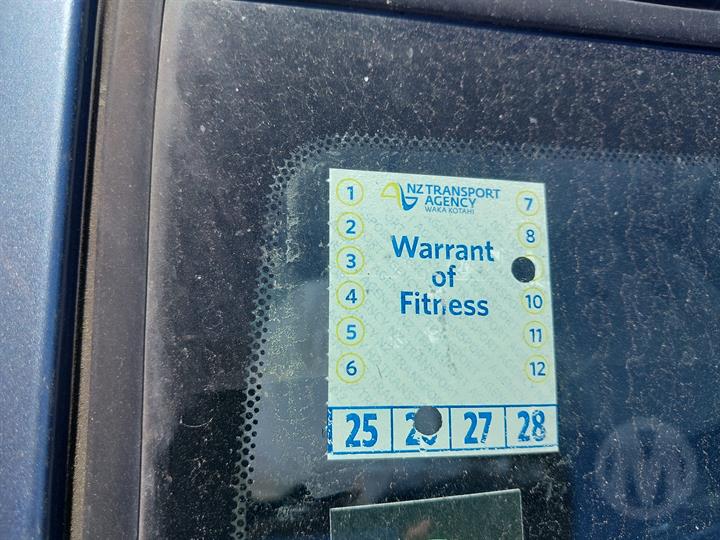 NZ TRANSPORT
AGENCY
WAKA KOTAHI
Warrant
of
Fitness
1
2
3
4
5
6
7
8
10
11
12
25 27 28